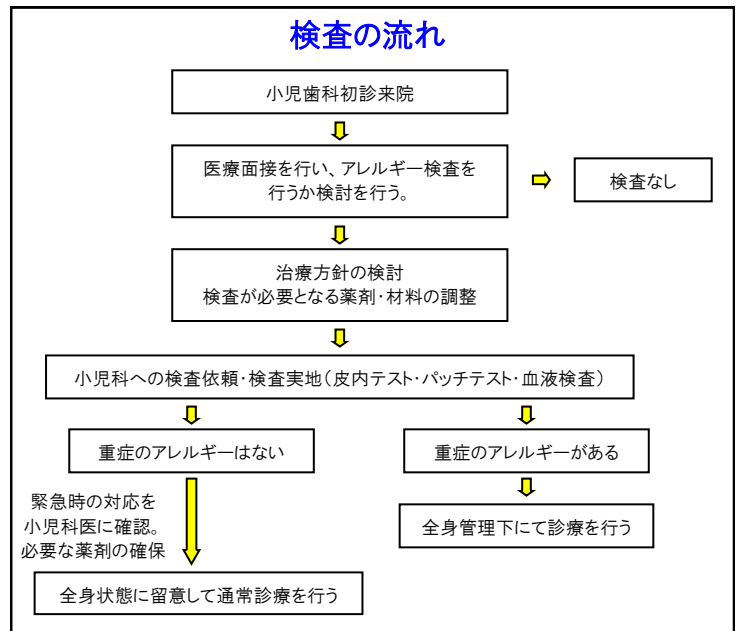 検査の流れ
小児歯科初診来院
医療面接を行い、アレルギー検査を
行うか検討を行う。
検査なし
治療方針の検討
検査が必要となる薬剤・材料の調整
小児科への検査依頼・検査実地(皮内テスト・パッチテスト・血液検査)
重症のアレルギーはない
重症のアレルギーがある
緊急時の対応を
小児科医に確認。
必要な薬剤の確保
全身管理下にて診療を行う
全身状態に留意して通常診療を行う